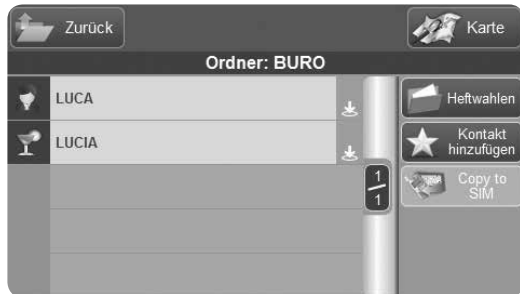 Zurück
Karte
Ordner: BURO
LUCA
Heftwahlen
LUCIA
Kontakt
hinzufügen
1
1
Copy to
SIM